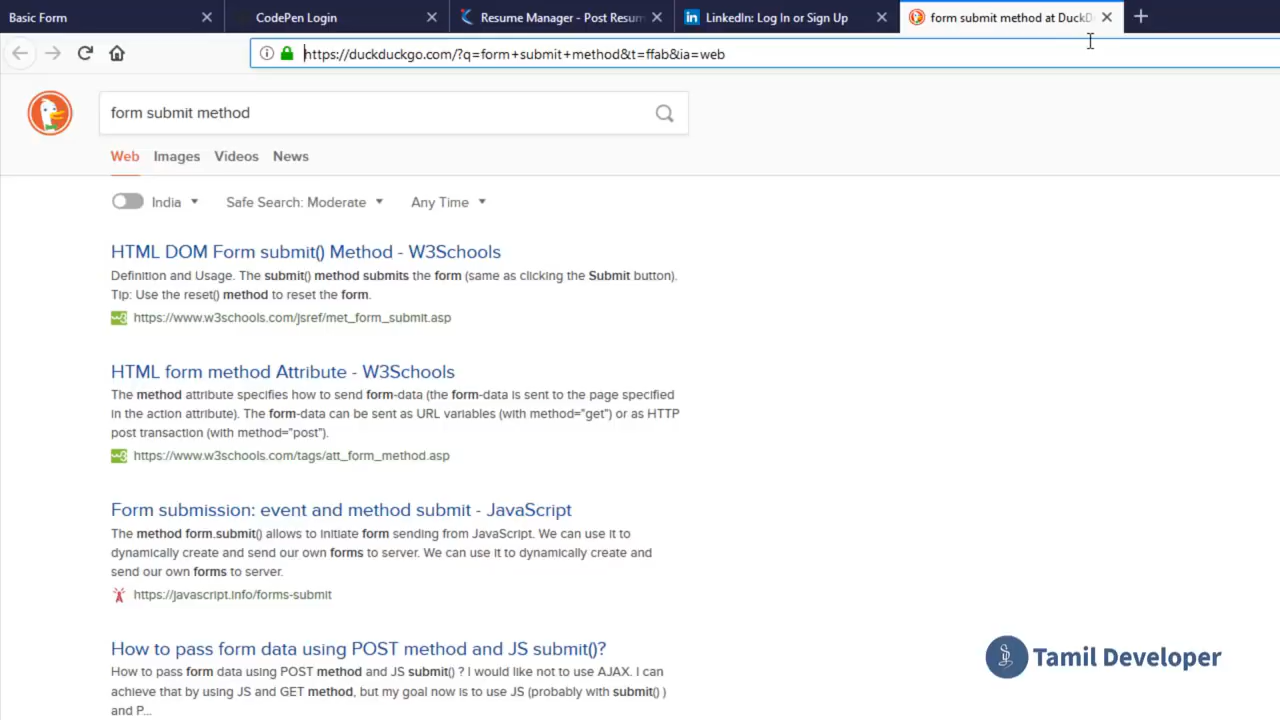 Basic Form
CodePen Login
Resume Manager - Post Resum
LinkedIn: Log In or Sign Up
form submit method at DuckD
https://duckduckgo.com/?q=form+submit+method&t=ffab&ia=web
form submit method
Web Images Videos News
India Safe Search: Moderate Any Time
HTML DOM Form submit() Method - W3Schools
Definition and Usage. The submit() method submits the form (same as clicking the Submit button).
Tip: Use the reset() method to reset the form.
https://www.w3schools.com/jsref/met_form_submit.asp
HTML form method Attribute - W3Schools
The method attribute specifies how to send form-data (the form-data is sent to the page specified
in the action attribute). The form-data can be sent as URL variables (with method="get") or as HTTP
post transaction (with method="post").
https://www.w3schools.com/tags/att_form_method.asp
Form submission: event and method submit - JavaScript
The method form.submit() allows to initiate form sending from JavaScript. We can use it to
dynamically create and send our own forms to server. We can use it to dynamically create and
send our own forms to server.
https://javascript.info/forms-submit
How to pass form data using POST method and JS submit()?
How to pass form data using POST method and JS submit() ? I would like not to use AJAX. I can
achieve that by using JS and GET method, but my goal now is to use JS (probably with submit() )
and P...
Tamil Developer